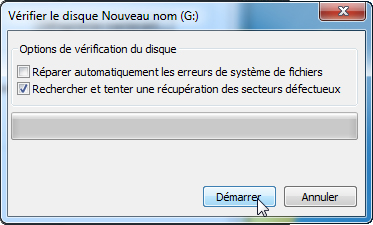 Vérifier le disque Nouveau nom (G:)
Options de vérification du disque
Réparer automatiquement les erreurs de système de fichiers
Rechercher et tenter une récupération des secteurs défectueux
Démarrer
Annuler